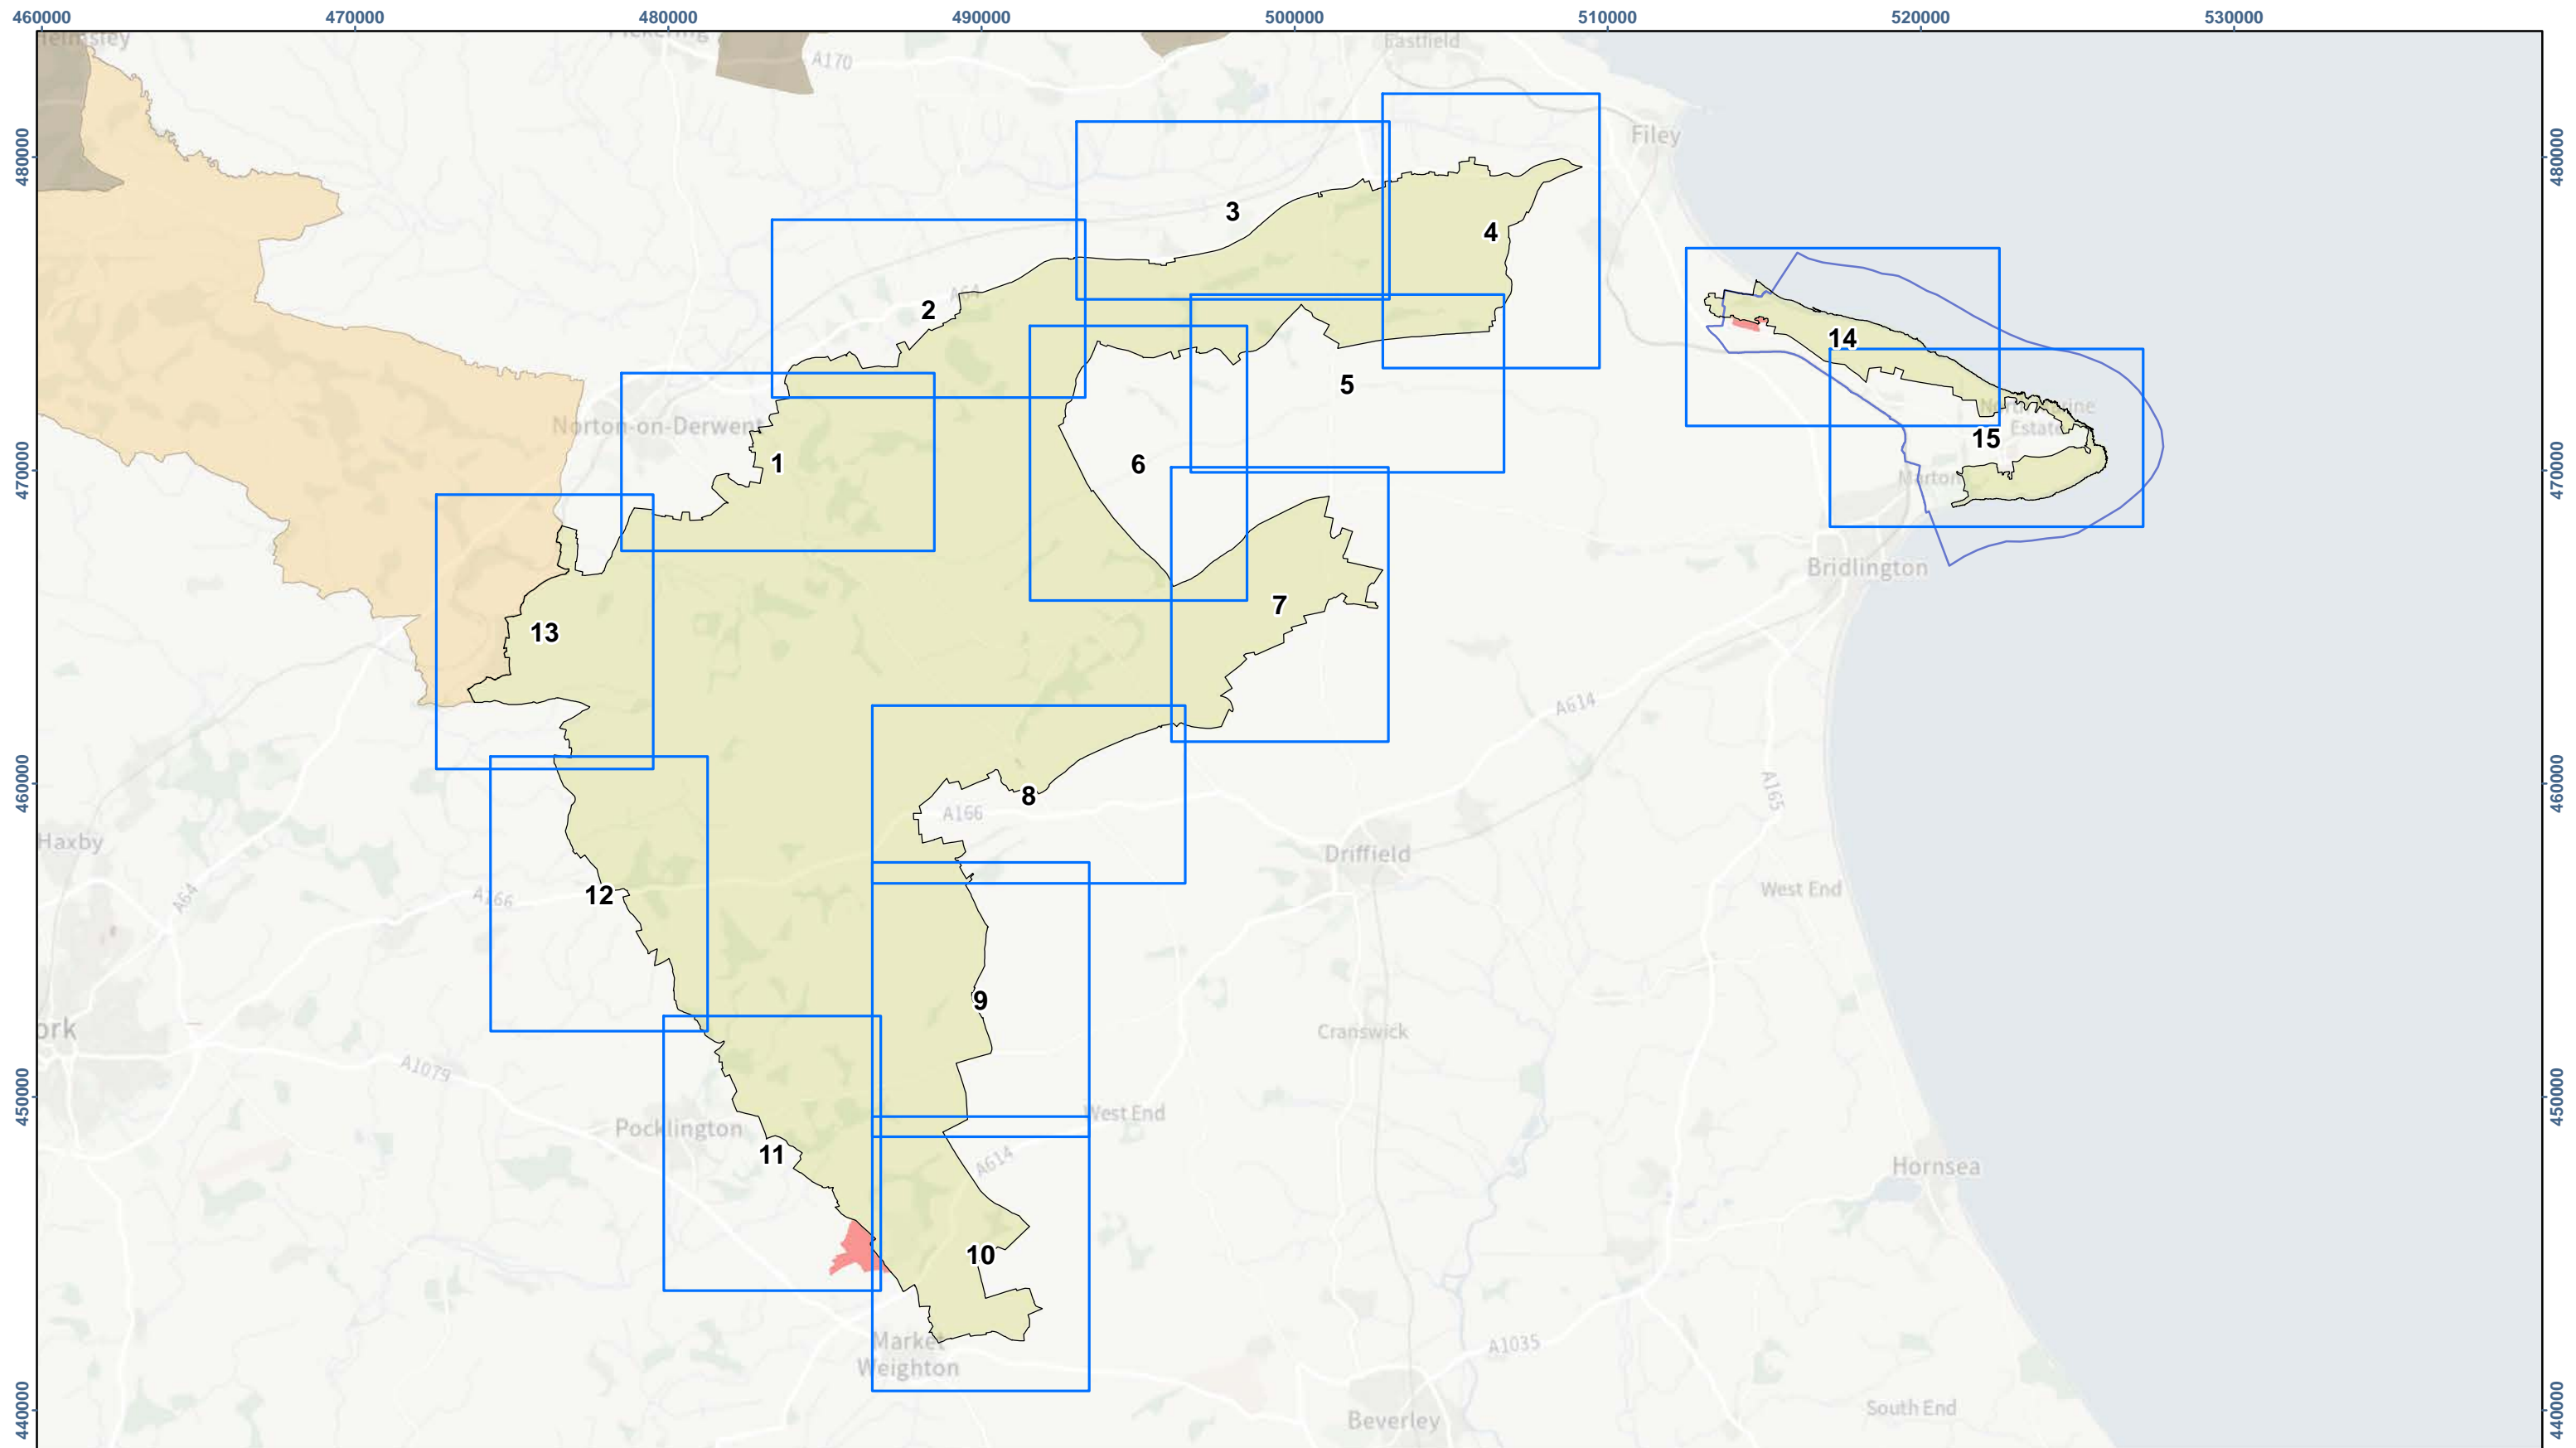 460000 470000 480000 490000 500000 510000 520000 530000
Helmsley
Pickering
Eastfield
A170
Filey
480000
480000
3
4
2
A64
14
5
North Marine
Estate
15
Norton-on-Derwent
1
6
470000
470000
Marton
Bridlington
7
13
A614
8
A166
A165
460000
460000
Haxby
Driffield
West End
12
A64
A166
9
ork
Cranswick
A1079
450000
450000
West End
Pocklington
11
A614
Hornsea
10
Market
Weighton
A1035
South End
Beverley
440000
440000